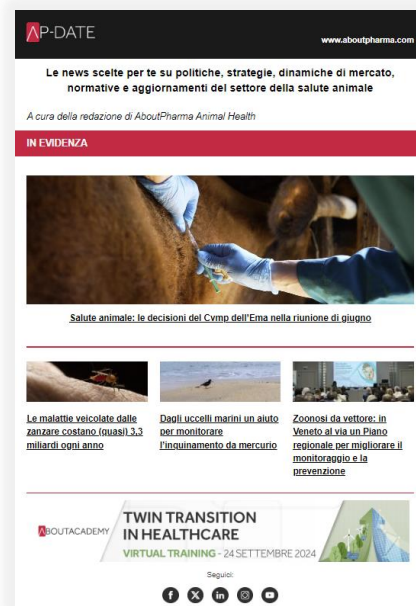 AP-DATE
www.aboutpharma.com
Le news scelte per te su politiche, strategie, dinamiche di mercato,
normative e aggiornamenti del settore della salute animale
A cura della redazione di AboutPharma Animal Health
IN EVIDENZA
Salute animale: le decisioni del Cvmp dell'Ema nella riunione di giugno
Le malattie veicolate dalle
zanzare costano (quasi) 3,3
miliardi ogni anno
Dagli uccelli marini un aiuto
per monitorare
l'inquinamento da mercurio
Zoonosi da vettore: in
Veneto al via un Piano
regionale per migliorare il
monitoraggio e la
prevenzione
ABOUTACADEMY
TWIN TRANSITION
IN HEALTHCARE
VIRTUAL TRAINING - 24 SETTEMBRE 2024
Seguici: